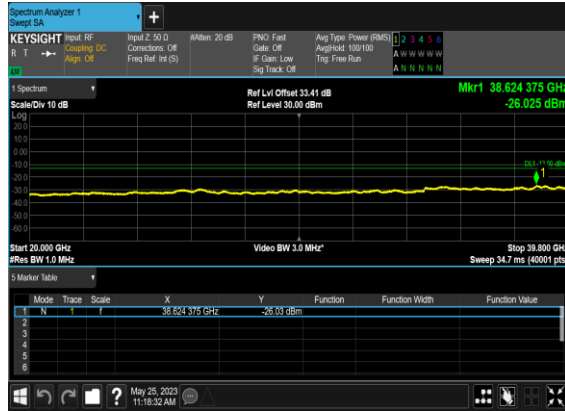 Spectrum Analyzer 1
Swept SA
KEYSIGHT
R T
LXI
Input: RF
Coupling: DC
Align: Off
Input Z: 50 Ω
Corrections: Off
Freq Ref: Int (S)
#Atten: 20 dB
PNO: Fast
Gate: Off
IF Gain: Low
Sig Track: Off
Avg Type: Power (RMS)
Avg|Hold: 100/100
Trig: Free Run
1 2 3 4 5 6
A W W W W W
A N N N N N
1 Spectrum
Scale/Div 10 dB
Ref Lvl Offset 33.41 dB
Ref Level 30.00 dBm
Mkr1 38.624 375 GHz
-26.025 dBm
Log
20.0
10.0
0.00
-10.0
-20.0
-30.0
-40.0
-50.0
-60.0
DL1 -13.00 dBm
1
Start 20.000 GHz
#Res BW 1.0 MHz
Video BW 3.0 MHz*
Stop 39.800 GHz
Sweep 34.7 ms (40001 pts)
5 Marker Table
Mode Trace Scale X Y Function Function Width Function Value
1 N 1 f 38.624 375 GHz -26.03 dBm
2
3
4
5
6
?
May 25, 2023
11:18:32 AM